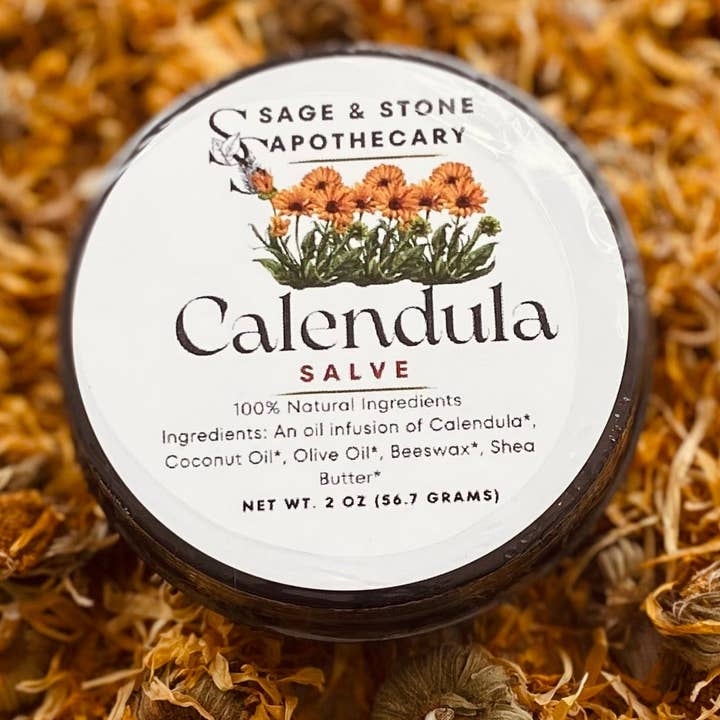 SAGE & STONE
APOTHECARY
Calendula
SALVE
100% Natural Ingredients
Ingredients: An oil infusion of Calendula*,
Coconut Oil*, Olive Oil*, Beeswax*, Shea
Butter*
NET WT. 2 OZ (56.7 GRAMS)